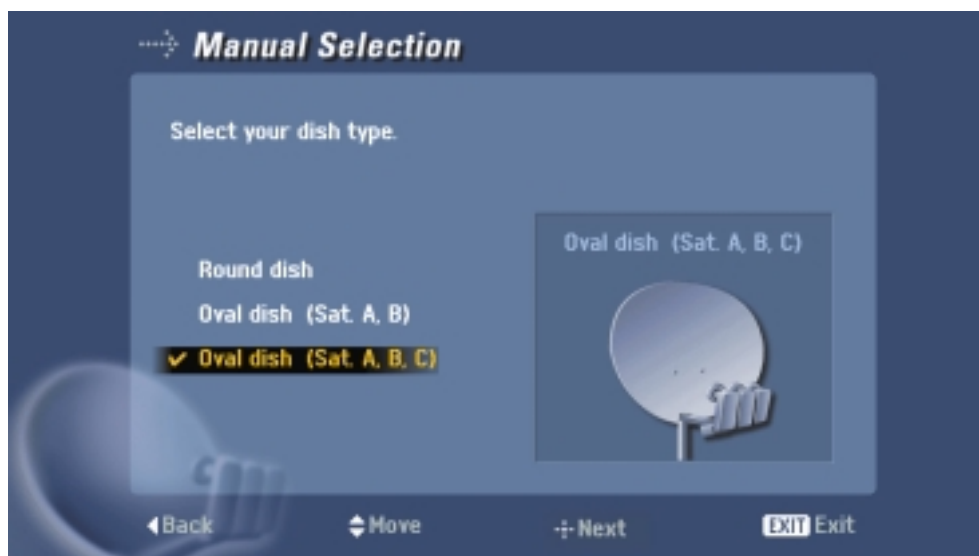 Manual Selection
Select your dish type.
Round dish
Oval dish (Sat. A, B)
Oval dish (Sat. A, B, C)
Oval dish (Sat. A, B, C)
Back Move Next EXIT Exit